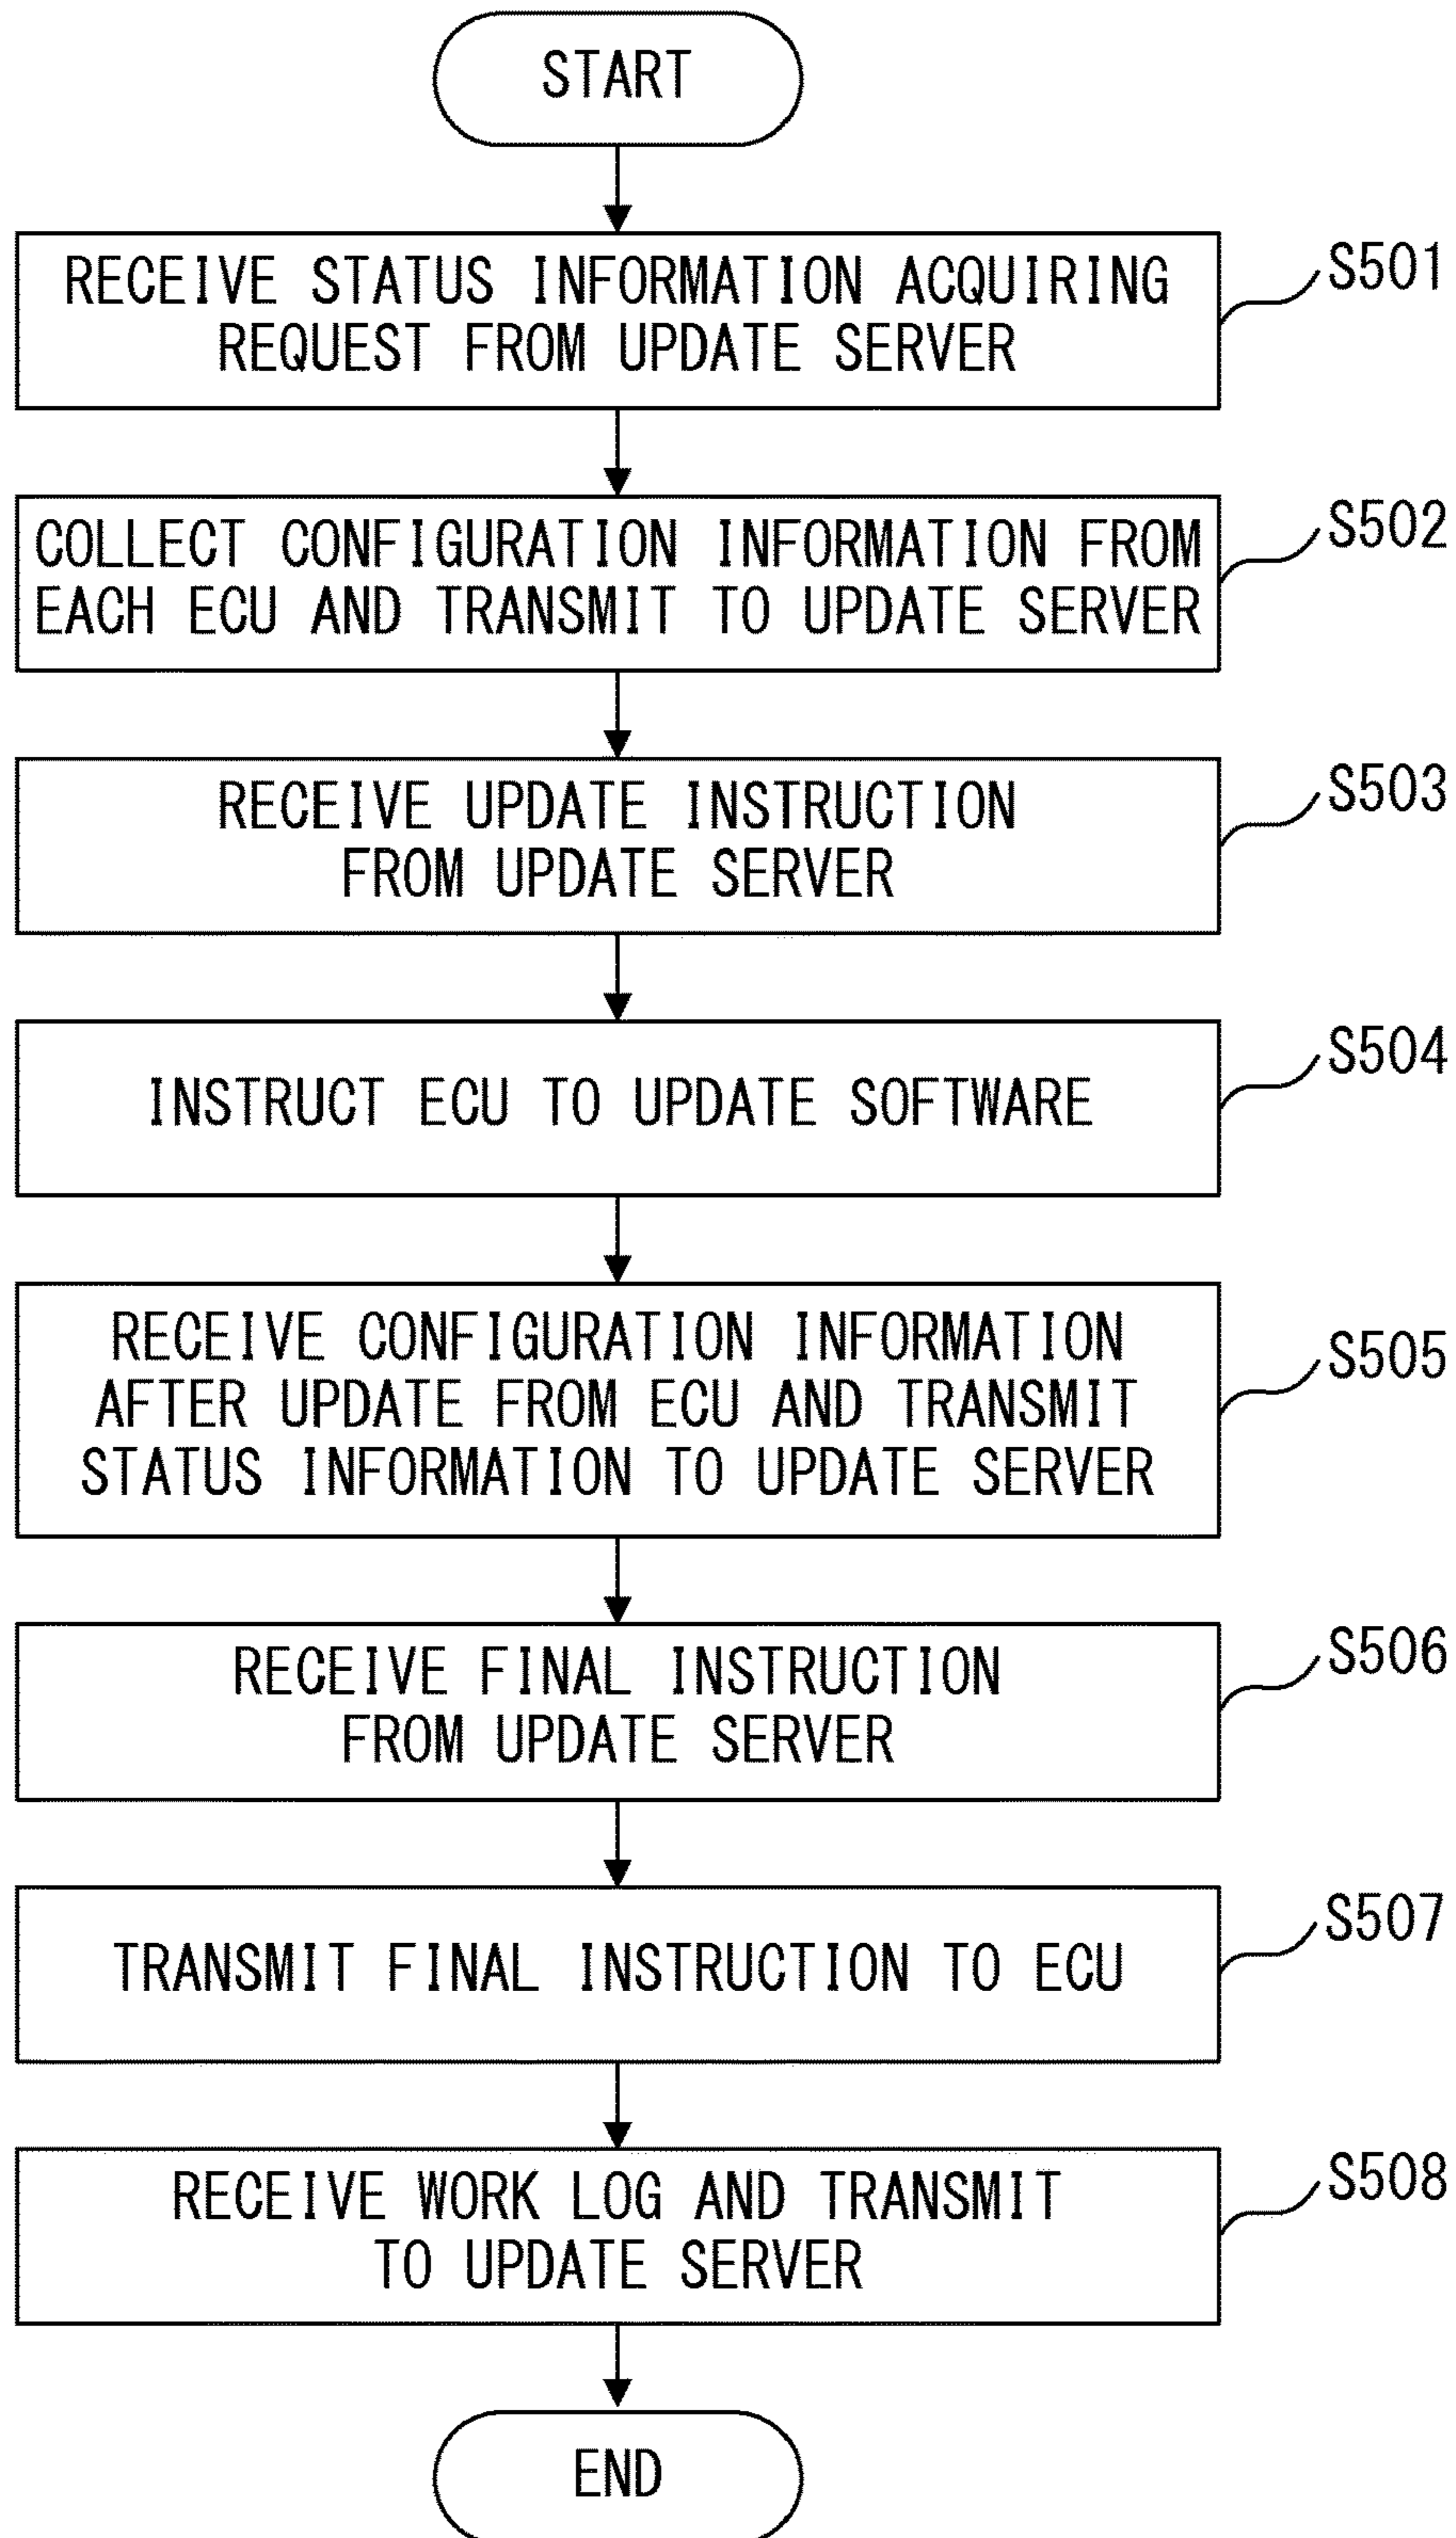 START
RECEIVE STATUS INFORMATION ACQUIRING
REQUEST FROM UPDATE SERVER
S501
COLLECT CONFIGURATION INFORMATION FROM
EACH ECU AND TRANSMIT TO UPDATE SERVER
S502
RECEIVE UPDATE INSTRUCTION
FROM UPDATE SERVER
S503
INSTRUCT ECU TO UPDATE SOFTWARE
S504
RECEIVE CONFIGURATION INFORMATION
AFTER UPDATE FROM ECU AND TRANSMIT
STATUS INFORMATION TO UPDATE SERVER
S505
RECEIVE FINAL INSTRUCTION
FROM UPDATE SERVER
S506
TRANSMIT FINAL INSTRUCTION TO ECU
S507
RECEIVE WORK LOG AND TRANSMIT
TO UPDATE SERVER
S508
END